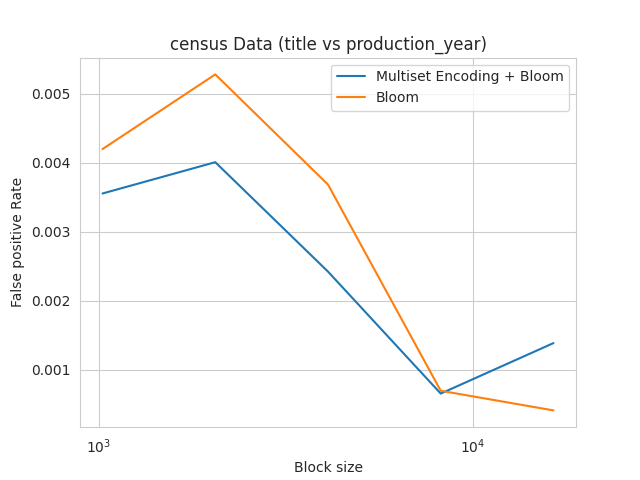 census Data (title vs production_year)
Multiset Encoding + Bloom
Bloom
False positive Rate
0.005
0.004
0.003
0.002
0.001
10³
10⁴
Block size